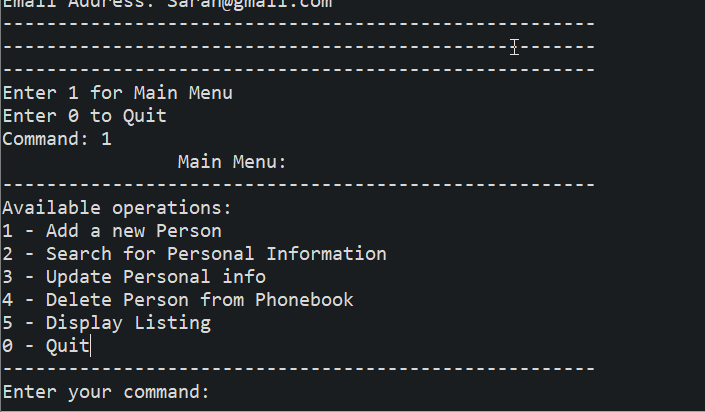 Email Address: Sarah@gmail.com
------------------------------------------------------
------------------------------------------------------
------------------------------------------------------
Enter 1 for Main Menu
Enter 0 to Quit
Command: 1
                Main Menu:
------------------------------------------------------
Available operations:
1 - Add a new Person
2 - Search for Personal Information
3 - Update Personal info
4 - Delete Person from Phonebook
5 - Display Listing
0 - Quit
------------------------------------------------------
Enter your command: